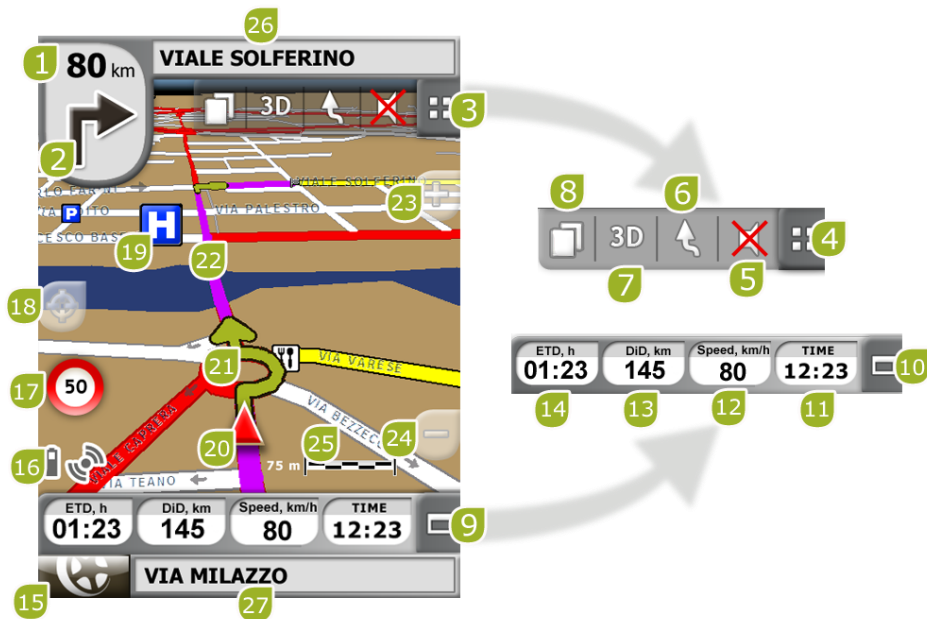 26
1
80 km
VIALE SOLFERINO
3D
3
2
VIALE SOLFERINO
23
P
VIA PALESTRO
H
19
22
18
21
VIA VARESE
17
50
VIALE CAPRERA
20
25
24
VIA BEZZECC
16
75 m
VIA TEANO
ETD, h
01:23
DiD, km
145
Speed, km/h
80
TIME
12:23
9
15
VIA MILAZZO
27
8
6
3D
4
7
5
ETD, h
01:23
DiD, km
145
Speed, km/h
80
TIME
12:23
10
14
13
12
11